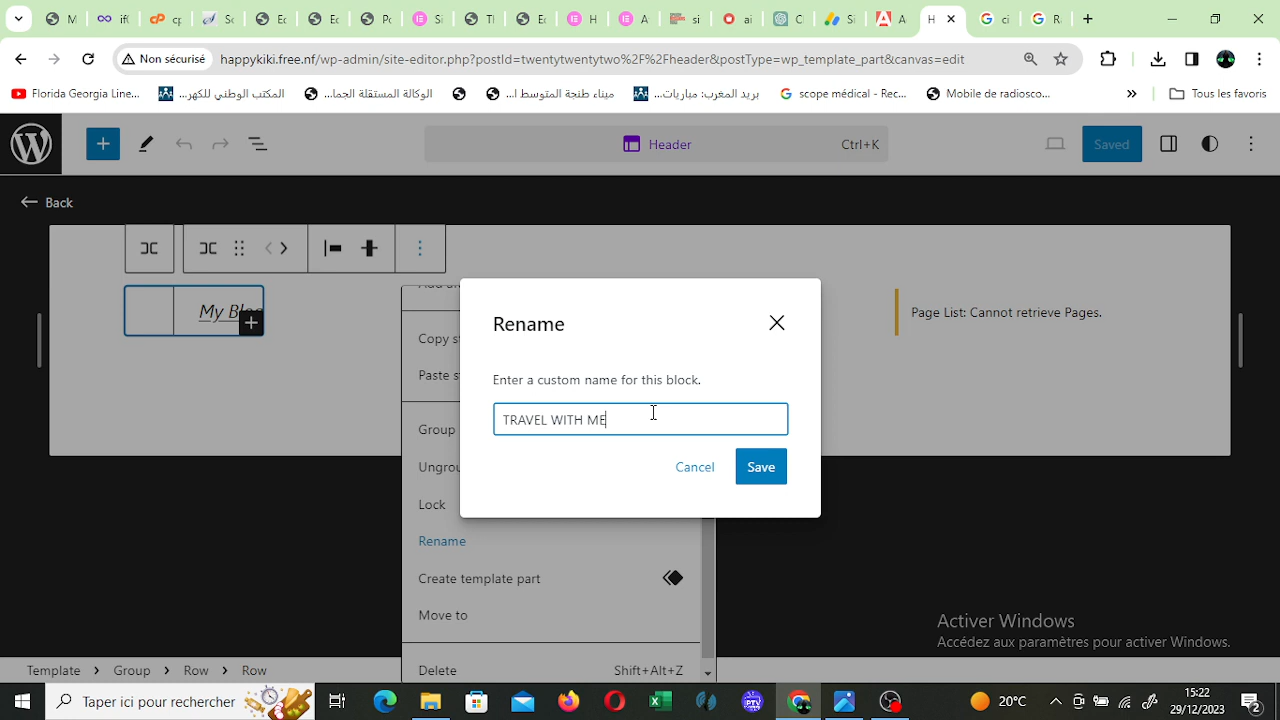 Non sécurisé
happykiki.free.nf/wp-admin/site-editor.php?postId=twentytwentytwo%2F%2Fheader&postType=wp_template_part&canvas=edit
Florida Georgia Line...
المكتب الوطني للكهر...
الوكالة المستقلة الجما...
ميناء طنجة المتوسط ا...
بريد المغرب: مباريات...
scope médical - Rec...
Mobile de radiosco...
Tous les favoris
Header
Ctrl+K
Saved
Back
My Blo
Page List: Cannot retrieve Pages.
Copy s
Paste s
Group
Ungrou
Lock
Rename
Create template part
Move to
Delete
Shift+Alt+Z
Rename
Enter a custom name for this block.
TRAVEL WITH ME
Cancel
Save
Activer Windows
Accédez aux paramètres pour activer Windows.
Template
Group
Row
Row
Taper ici pour rechercher
20°C
15:22
29/12/2023
2